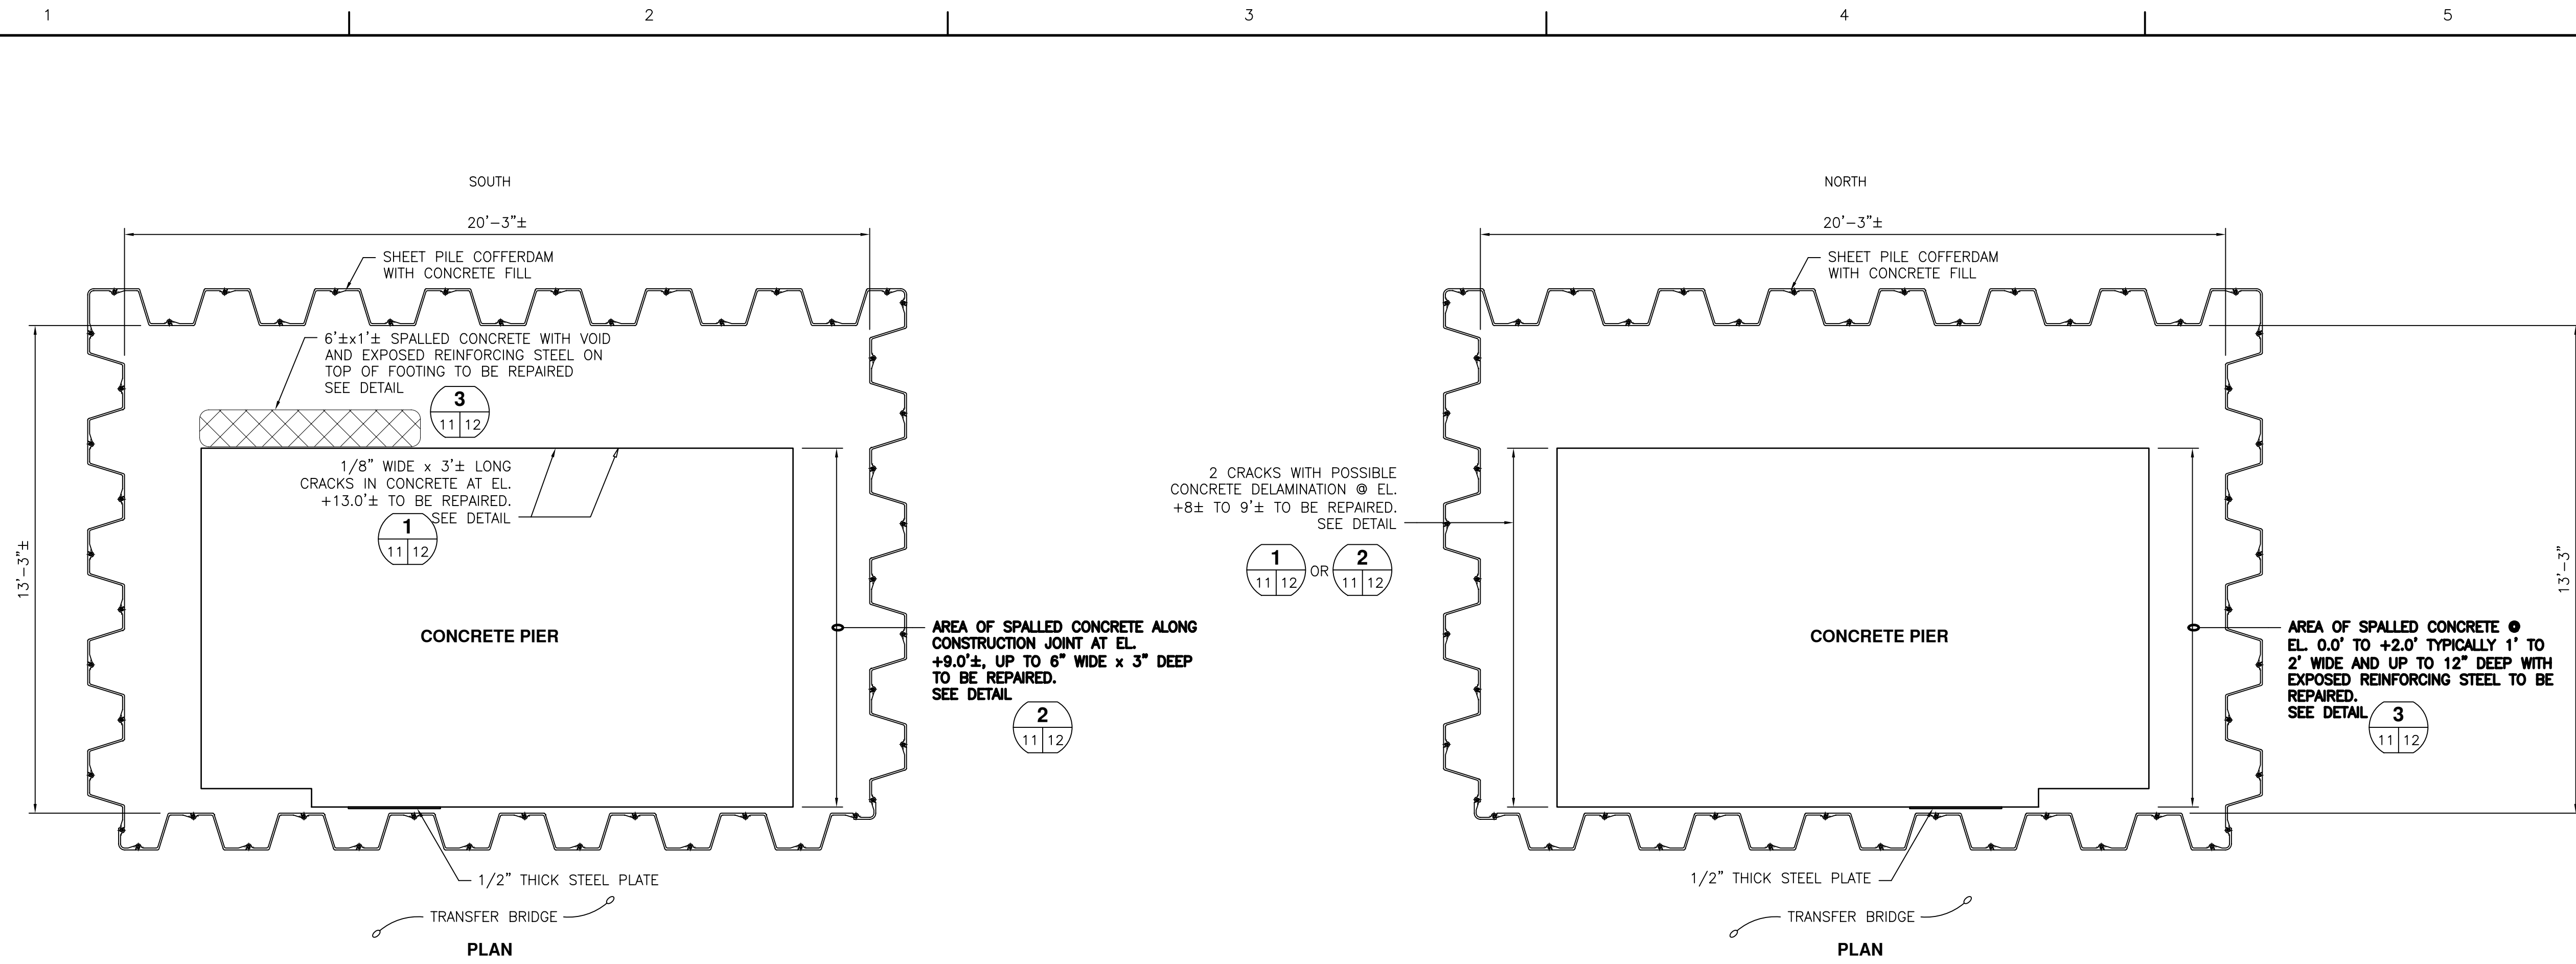 1 2 3 4 5
SOUTH
20'-3"±
SHEET PILE COFFERDAM
WITH CONCRETE FILL
6'±x1'± SPALLED CONCRETE WITH VOID
AND EXPOSED REINFORCING STEEL ON
TOP OF FOOTING TO BE REPAIRED
SEE DETAIL
3
11 12
1/8" WIDE x 3'± LONG
CRACKS IN CONCRETE AT EL.
+13.0'± TO BE REPAIRED.
SEE DETAIL
1
11 12
13'-3"±
CONCRETE PIER
AREA OF SPALLED CONCRETE ALONG
CONSTRUCTION JOINT AT EL.
+9.0'±, UP TO 6" WIDE x 3" DEEP
TO BE REPAIRED.
SEE DETAIL
2
11 12
1/2" THICK STEEL PLATE
TRANSFER BRIDGE
PLAN
NORTH
20'-3"±
SHEET PILE COFFERDAM
WITH CONCRETE FILL
2 CRACKS WITH POSSIBLE
CONCRETE DELAMINATION @ EL.
+8± TO 9'± TO BE REPAIRED.
SEE DETAIL
1
11 12
OR
2
11 12
CONCRETE PIER
13'-3"
AREA OF SPALLED CONCRETE @
EL. 0.0' TO +2.0' TYPICALLY 1' TO
2' WIDE AND UP TO 12" DEEP WITH
EXPOSED REINFORCING STEEL TO BE
REPAIRED.
SEE DETAIL
3
11 12
1/2" THICK STEEL PLATE
TRANSFER BRIDGE
PLAN